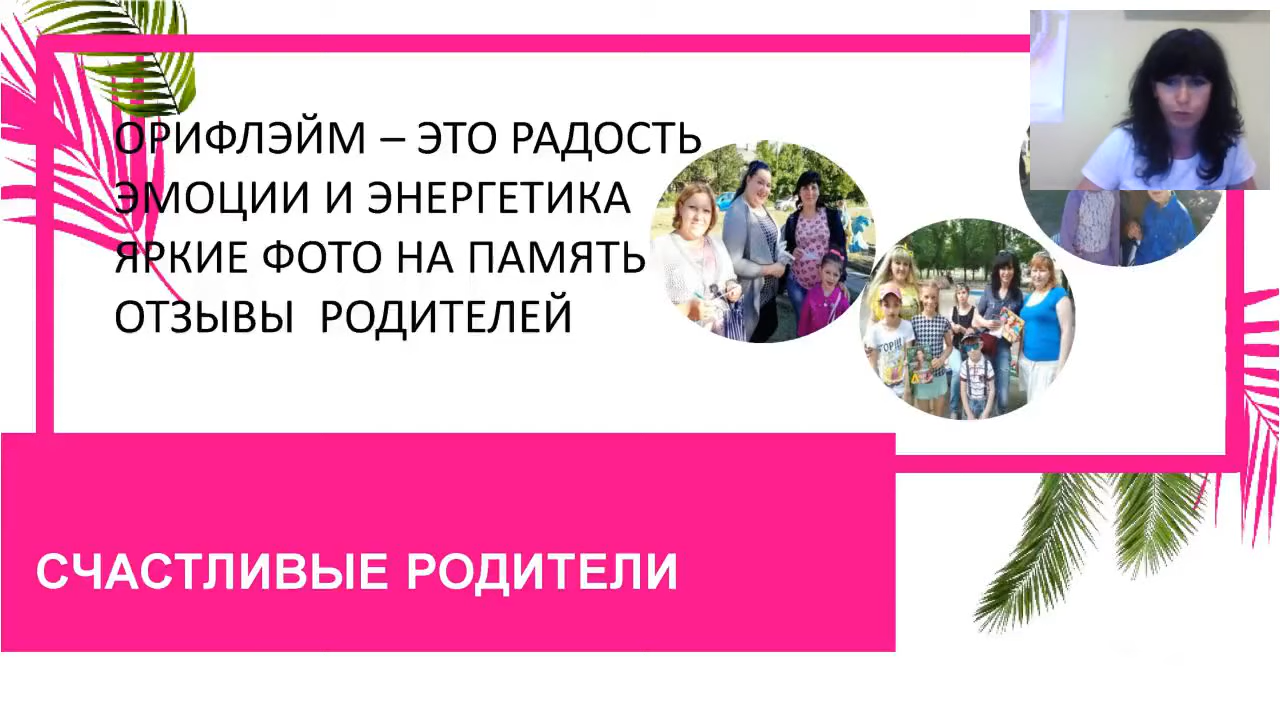 ОРИФЛЭЙМ – ЭТО РАДОСТЬ
ЭМОЦИИ И ЭНЕРГЕТИКА
ЯРКИЕ ФОТО НА ПАМЯТЬ
ОТЗЫВЫ РОДИТЕЛЕЙ
СЧАСТЛИВЫЕ РОДИТЕЛИ